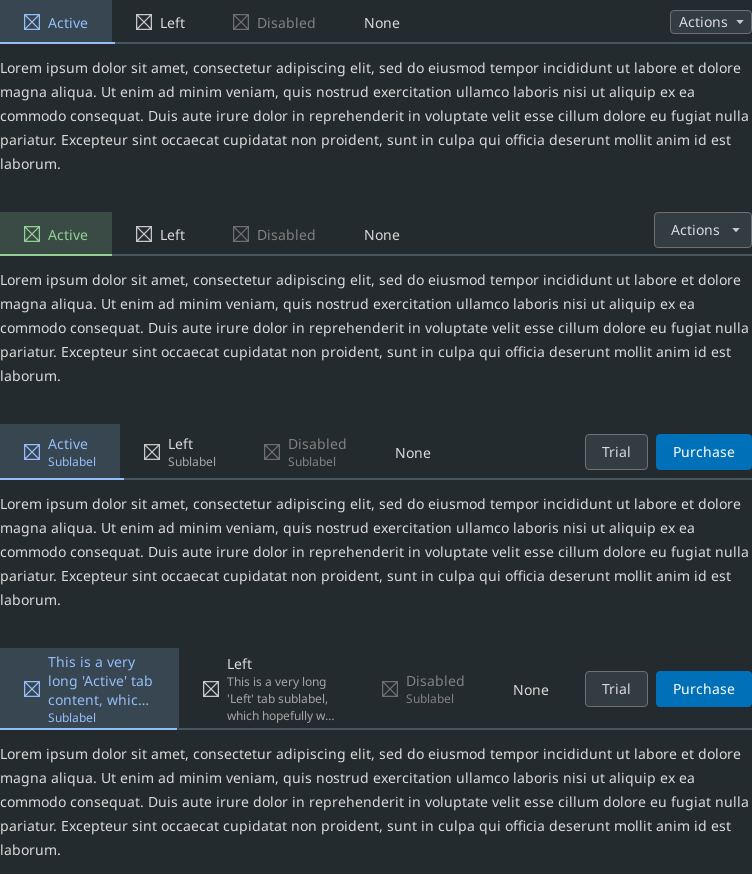 Active Left Disabled None Actions
Lorem ipsum dolor sit amet, consectetur adipiscing elit, sed do eiusmod tempor incididunt ut labore et dolore
magna aliqua. Ut enim ad minim veniam, quis nostrud exercitation ullamco laboris nisi ut aliquip ex ea
commodo consequat. Duis aute irure dolor in reprehenderit in voluptate velit esse cillum dolore eu fugiat nulla
pariatur. Excepteur sint occaecat cupidatat non proident, sunt in culpa qui officia deserunt mollit anim id est
laborum.
Active Left Disabled None Actions
Lorem ipsum dolor sit amet, consectetur adipiscing elit, sed do eiusmod tempor incididunt ut labore et dolore
magna aliqua. Ut enim ad minim veniam, quis nostrud exercitation ullamco laboris nisi ut aliquip ex ea
commodo consequat. Duis aute irure dolor in reprehenderit in voluptate velit esse cillum dolore eu fugiat nulla
pariatur. Excepteur sint occaecat cupidatat non proident, sunt in culpa qui officia deserunt mollit anim id est
laborum.
Active
Sublabel
Left
Sublabel
Disabled
Sublabel
None
Trial
Purchase
Lorem ipsum dolor sit amet, consectetur adipiscing elit, sed do eiusmod tempor incididunt ut labore et dolore
magna aliqua. Ut enim ad minim veniam, quis nostrud exercitation ullamco laboris nisi ut aliquip ex ea
commodo consequat. Duis aute irure dolor in reprehenderit in voluptate velit esse cillum dolore eu fugiat nulla
pariatur. Excepteur sint occaecat cupidatat non proident, sunt in culpa qui officia deserunt mollit anim id est
laborum.
This is a very
long 'Active' tab
content, whic...
Sublabel
Left
This is a very long
'Left' tab sublabel,
which hopefully w...
Disabled
Sublabel
None
Trial
Purchase
Lorem ipsum dolor sit amet, consectetur adipiscing elit, sed do eiusmod tempor incididunt ut labore et dolore
magna aliqua. Ut enim ad minim veniam, quis nostrud exercitation ullamco laboris nisi ut aliquip ex ea
commodo consequat. Duis aute irure dolor in reprehenderit in voluptate velit esse cillum dolore eu fugiat nulla
pariatur. Excepteur sint occaecat cupidatat non proident, sunt in culpa qui officia deserunt mollit anim id est
laborum.